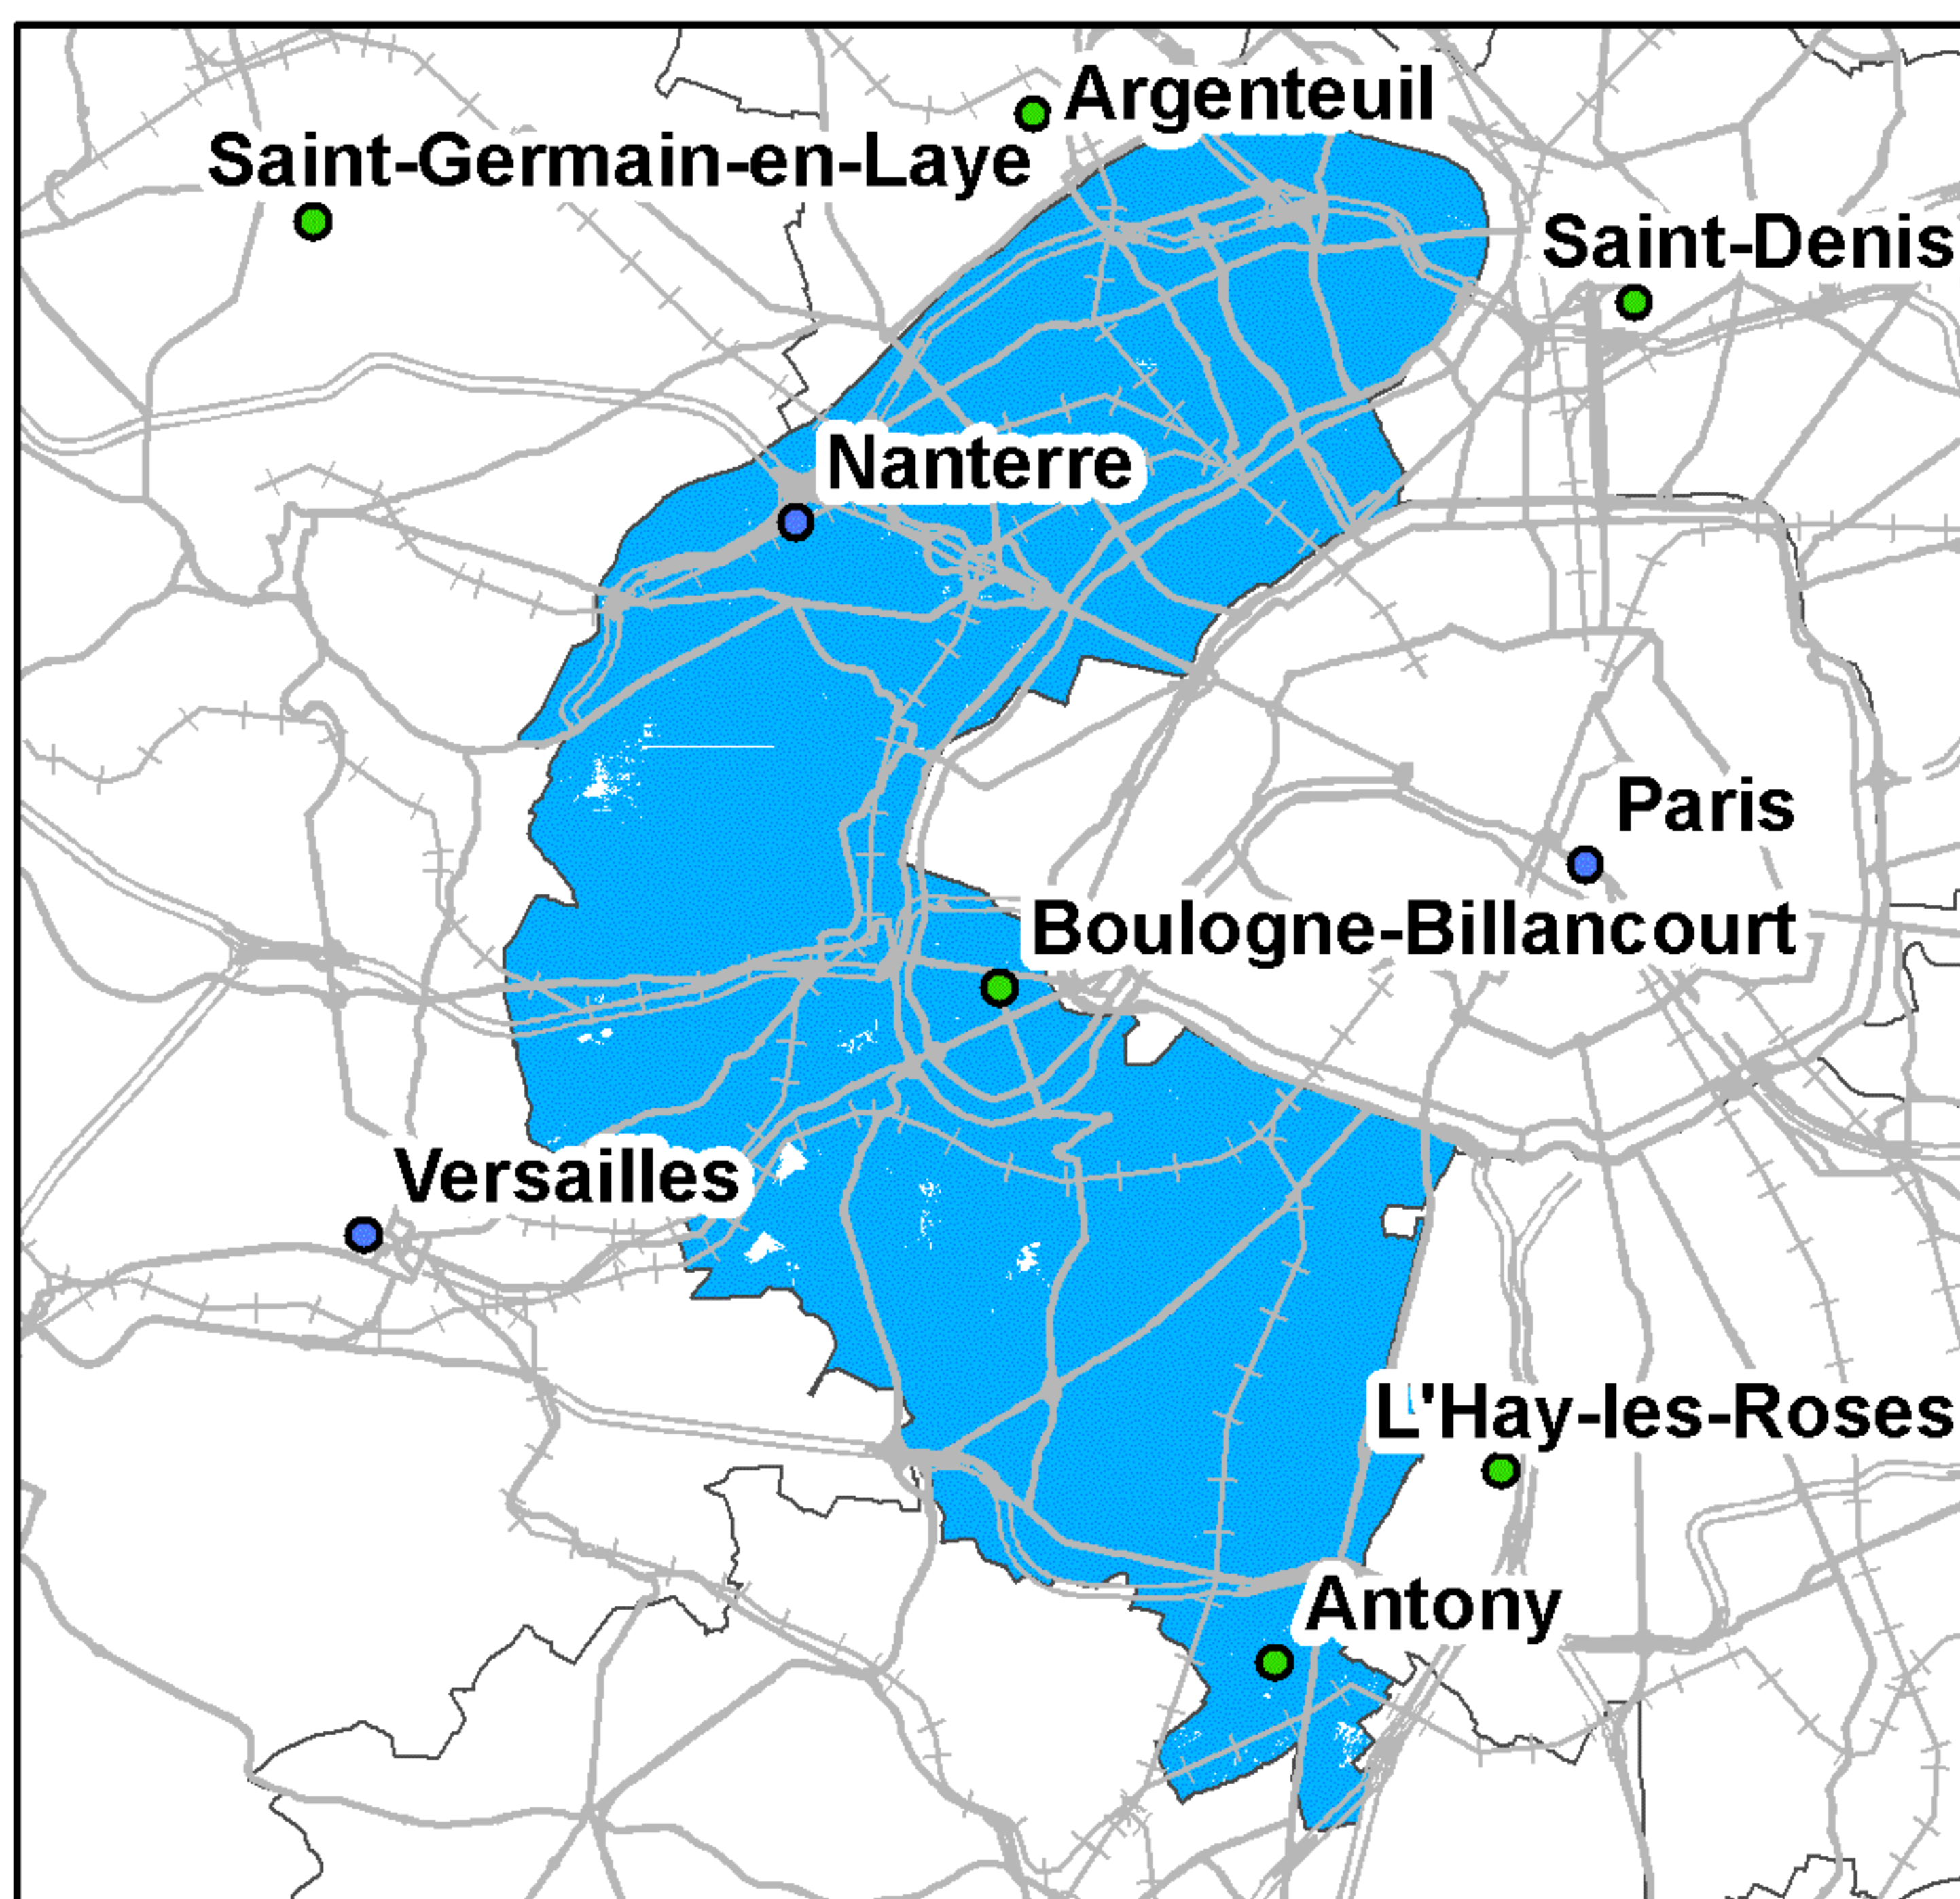 Argenteuil
Saint-Germain-en-Laye
Saint-Denis
Nanterre
Paris
Boulogne-Billancourt
Versailles
L'Hay-les-Roses
Antony